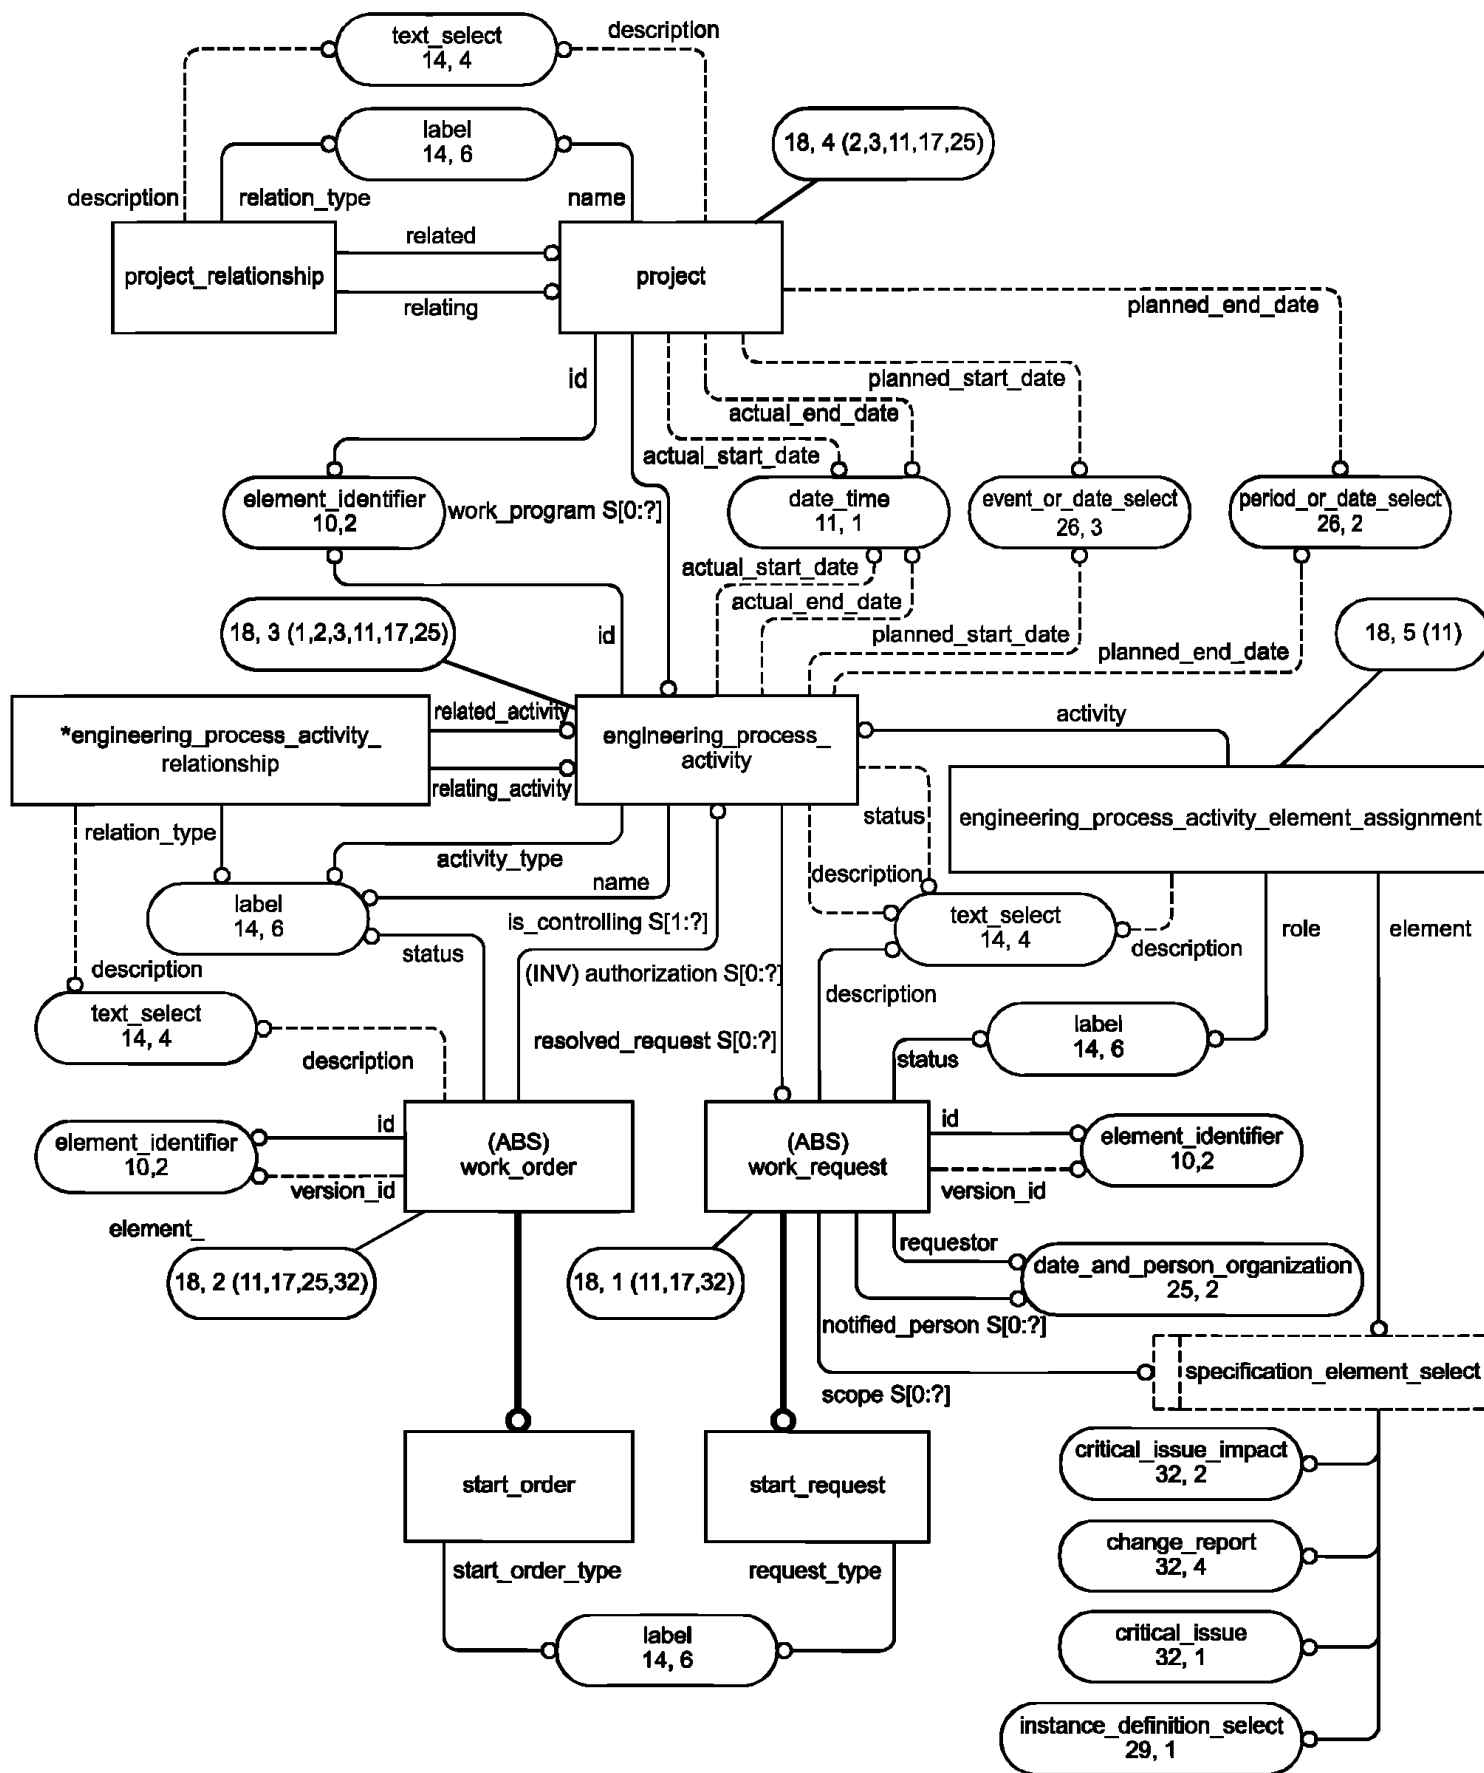 description
text_select
14, 4
label
14, 6
18, 4 (2,3,11,17,25)
description
relation_type
name
related
project_relationship
project
relating
planned_end_date
id
planned_start_date
actual_end_date
actual_start_date
element_identifier
10,2
work_program S[0:?]
date_time
11, 1
event_or_date_select
26, 3
period_or_date_select
26, 2
actual_start_date
actual_end_date
18, 3 (1,2,3,11,17,25)
id
planned_start_date
planned_end_date
18, 5 (11)
related_activity
*engineering_process_activity_
relationship
relating_activity
engineering_process_
activity
activity
status
engineering_process_activity_element_assignment
relation_type
activity_type
name
description
label
14, 6
is_controlling S[1:?]
status
text_select
14, 4
description
role
element
description
(INV) authorization S[0:?]
description
text_select
14, 4
resolved_request S[0:?]
description
label
14, 6
status
id
element_identifier
10,2
version_id
(ABS)
work_order
(ABS)
work_request
id
version_id
element_identifier
10,2
element_
18, 2 (11,17,25,32)
18, 1 (11,17,32)
requestor
date_and_person_organization
25, 2
notified_person S[0:?]
specification_element_select
scope S[0:?]
critical_issue_impact
32, 2
start_order
start_request
change_report
32, 4
start_order_type
request_type
label
14, 6
critical_issue
32, 1
instance_definition_select
29, 1